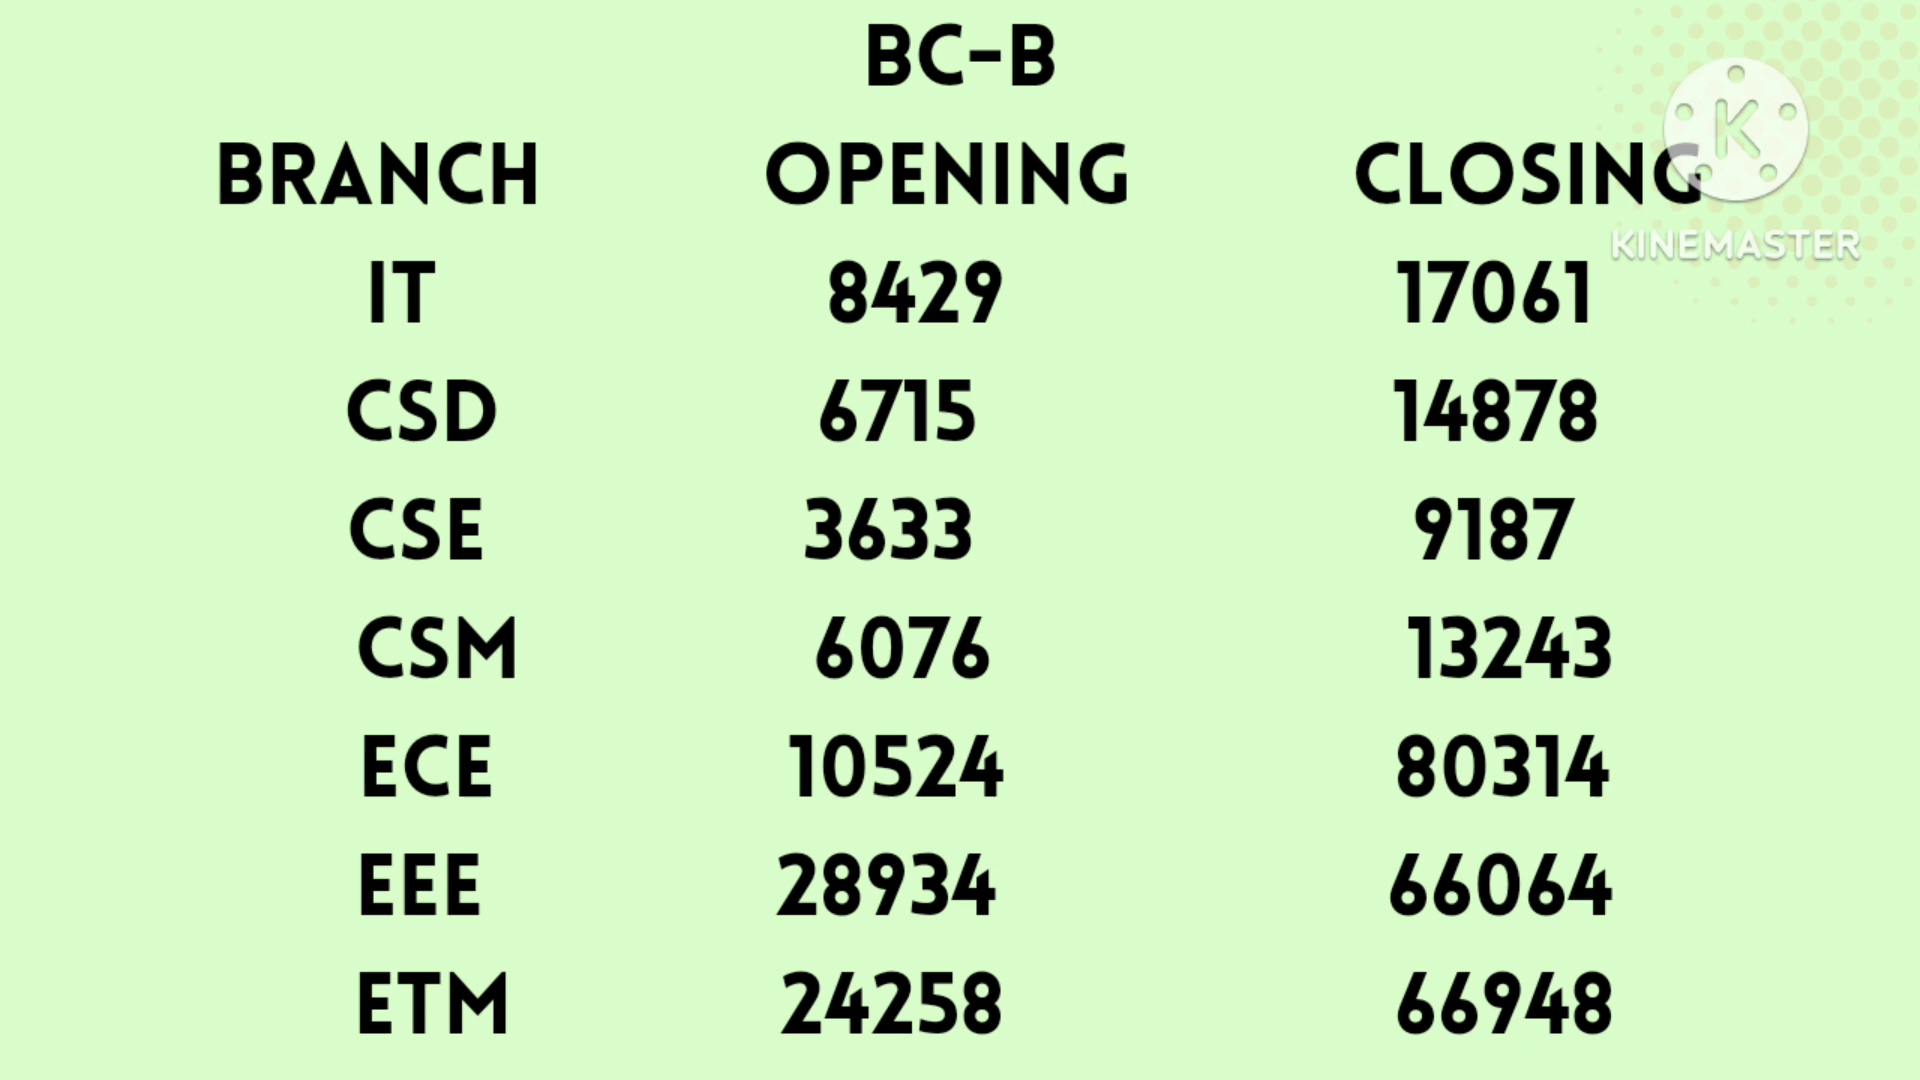 BC-B
BRANCH OPENING CLOSING
KINEMASTER
IT 8429 17061
CSD 6715 14878
CSE 3633 9187
CSM 6076 13243
ECE 10524 80314
EEE 28934 66064
ETM 24258 66948